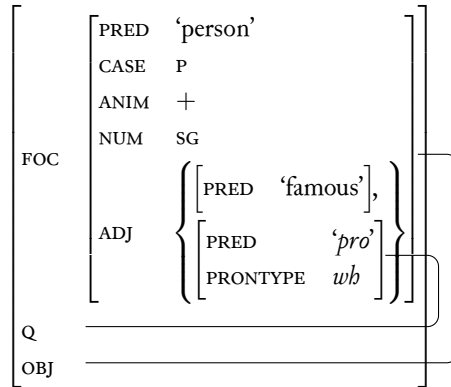 PRED ‘person’
CASE P
ANIM +
NUM SG
FOC
[PRED ‘famous’],
ADJ
PRED ‘pro’
PRONTYPE wh
Q
OBJ